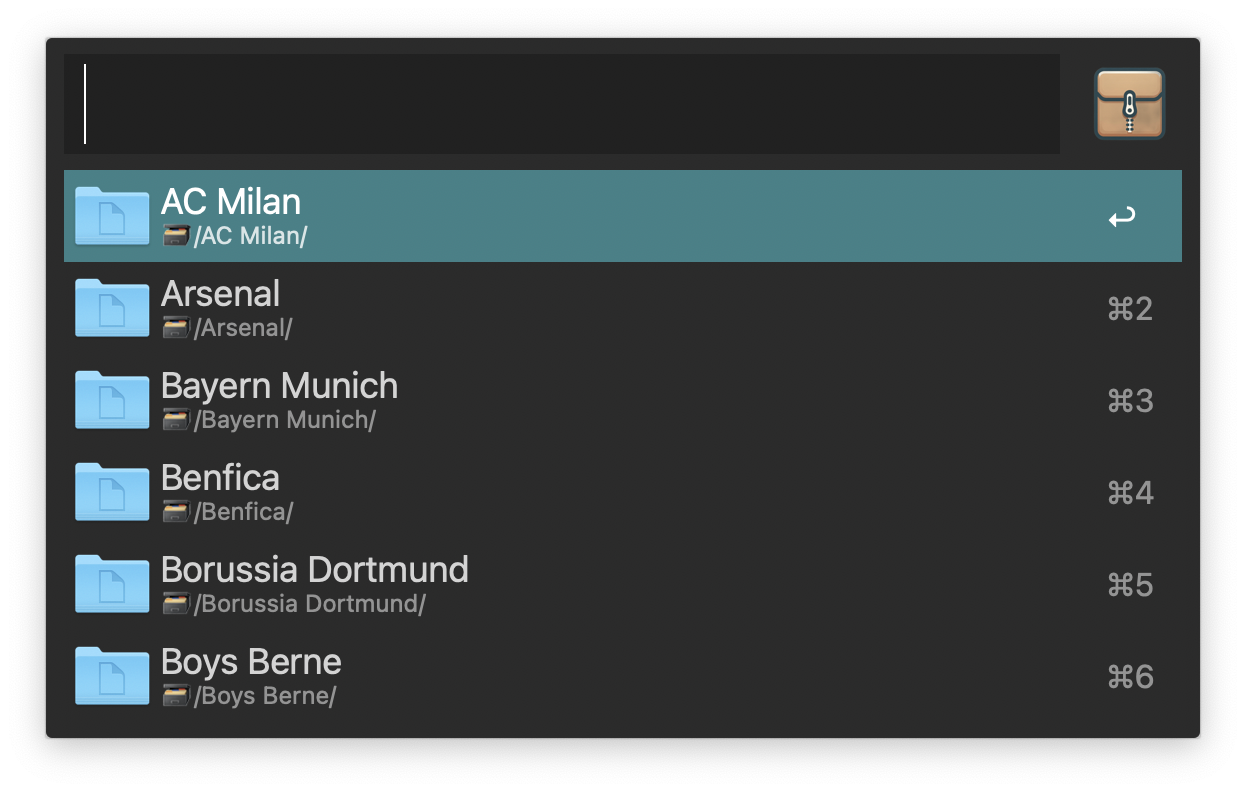 AC Milan
/AC Milan/
↩
Arsenal
/Arsenal/
⌘2
Bayern Munich
/Bayern Munich/
⌘3
Benfica
/Benfica/
⌘4
Borussia Dortmund
/Borussia Dortmund/
⌘5
Boys Berne
/Boys Berne/
⌘6